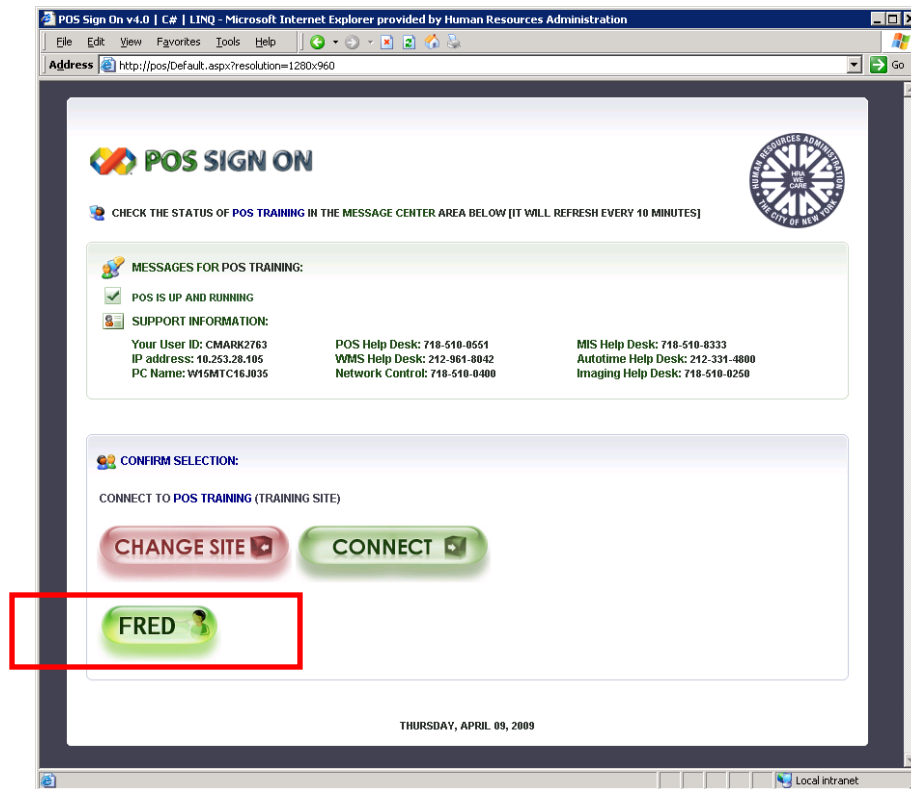 POS Sign On v4.0 | C# | LINQ - Microsoft Internet Explorer provided by Human Resources Administration
File Edit View Favorites Tools Help
Address http://pos/Default.aspx?resolution=1280x960 Go
POS SIGN ON
HUMAN RESOURCES ADMINISTRATION
HRA WE CARE
THE CITY OF NEW YORK
CHECK THE STATUS OF POS TRAINING IN THE MESSAGE CENTER AREA BELOW [IT WILL REFRESH EVERY 10 MINUTES]
MESSAGES FOR POS TRAINING:
POS IS UP AND RUNNING
SUPPORT INFORMATION:
Your User ID: CMARK2763 POS Help Desk: 718-510-0551 MIS Help Desk: 718-510-8333
IP address: 10.253.28.105 WMS Help Desk: 212-961-8042 Autotime Help Desk: 212-331-4800
PC Name: W15MTC16J035 Network Control: 718-510-0400 Imaging Help Desk: 718-510-0250
CONFIRM SELECTION:
CONNECT TO POS TRAINING (TRAINING SITE)
CHANGE SITE CONNECT
FRED
THURSDAY, APRIL 09, 2009
Local intranet